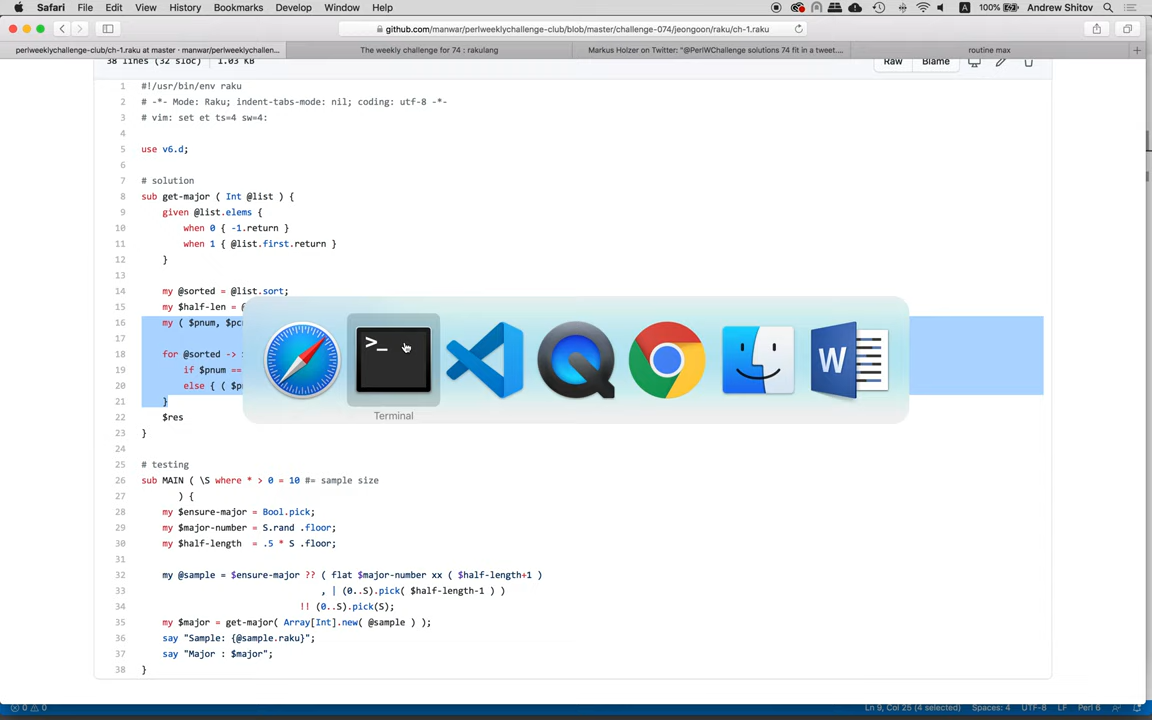 Safari File Edit View History Bookmarks Develop Window Help 100% Andrew Shitov
github.com/manwar/perlweeklychallenge-club/blob/master/challenge-074/jeongoon/raku/ch-1.raku
perlweeklychallenge-club/ch-1.raku at master · manwar/perlweeklychallen... The weekly challenge for 74 : rakulang Markus Holzer on Twitter: "@PerlWChallenge solutions 74 fit in a tweet.... routine max
38 lines (32 sloc) 1.03 KB Raw Blame
1 #!/usr/bin/env raku
2 # -*- Mode: Raku; indent-tabs-mode: nil; coding: utf-8 -*-
3 # vim: set et ts=4 sw=4:
4
5 use v6.d;
6
7 # solution
8 sub get-major ( Int @list ) {
9 given @list.elems {
10 when 0 { -1.return }
11 when 1 { @list.first.return }
12 }
13
14 my @sorted = @list.sort;
15 my $half-len =
16 my ( $pnum,
17
18 for @sorted ->
19 if $pnum ==
20 else { (
21 }
22 $res
23 }
24
25 # testing
26 sub MAIN ( \S where * > 0 = 10 #= sample size
27 ) {
28 my $ensure-major = Bool.pick;
29 my $major-number = S.rand .floor;
30 my $half-length = .5 * S .floor;
31
32 my @sample = $ensure-major ?? ( flat $major-number xx ( $half-length+1 )
33 , | (0..S).pick( $half-length-1 ) )
34 !! (0..S).pick(S);
35 my $major = get-major( Array[Int].new( @sample ) );
36 say "Sample: {@sample.raku}";
37 say "Major : $major";
38 }
>_
W
Terminal
0 0 Ln 9, Col 25 (4 selected) Spaces: 4 UTF-8 LF Perl 6